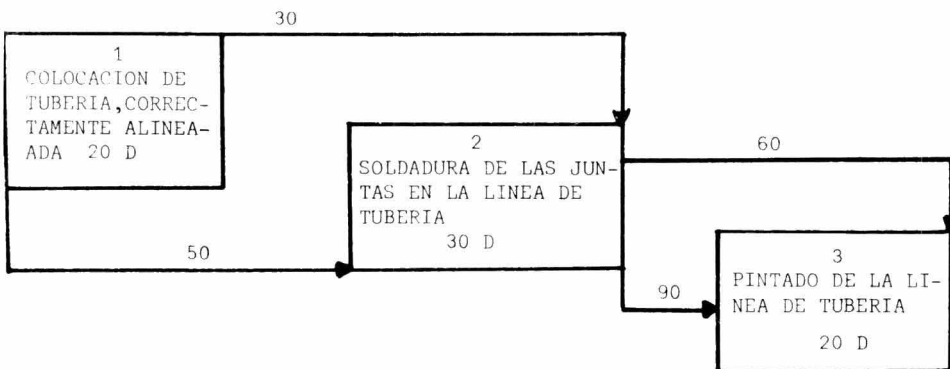 30
1
COLOCACION DE
TUBERIA,CORREC-
TAMENTE ALINEA-
ADA 20 D
2
SOLDADURA DE LAS JUN-
TAS EN LA LINEA DE
TUBERIA
30 D
60
50
3
PINTADO DE LA LI-
NEA DE TUBERIA
20 D
90